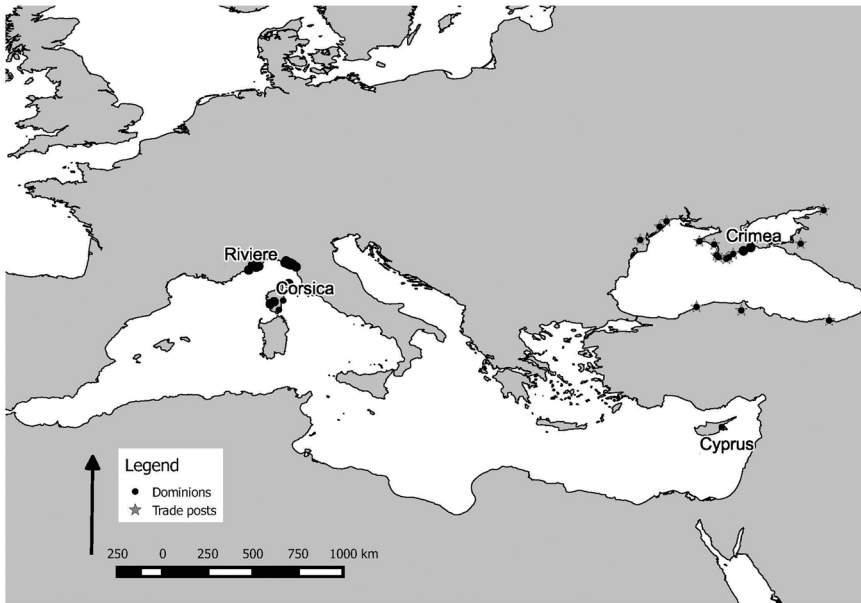 Riviere
Crimea
Corsica
Cyprus
Legend
Dominions
Trade posts
250 0 250 500 750 1000 km